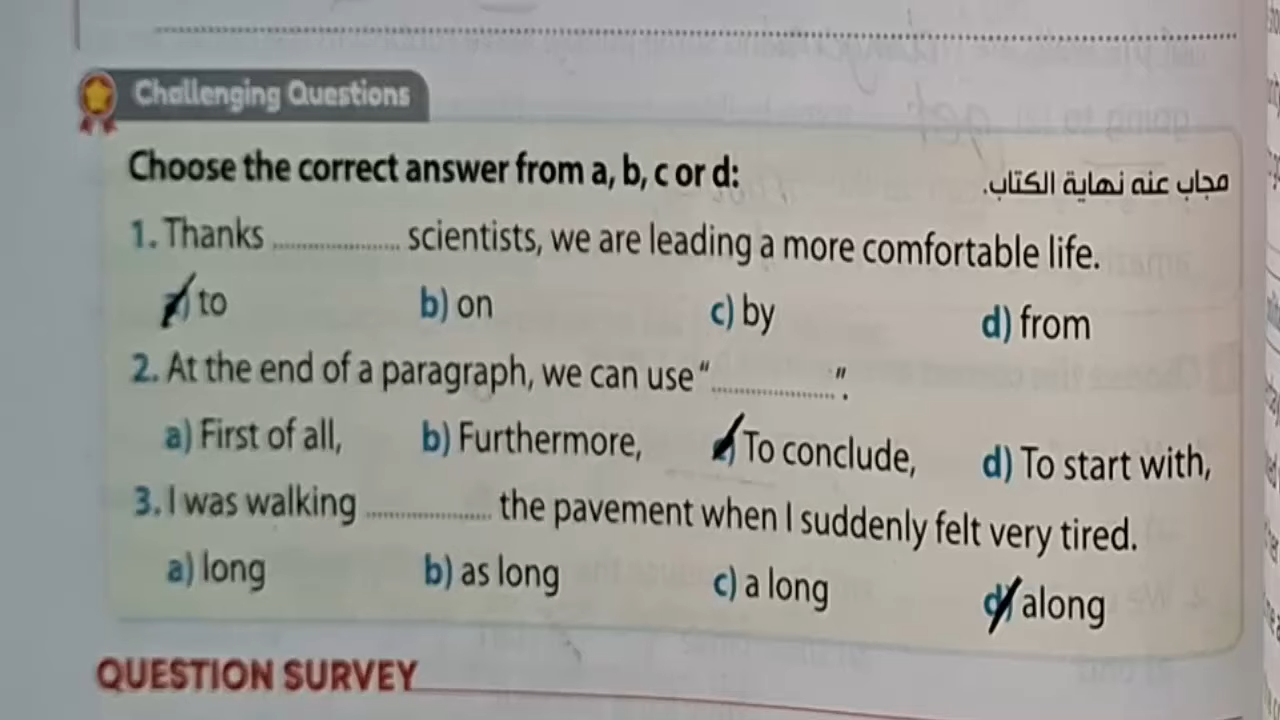 Challenging Questions
Choose the correct answer from a, b, c or d:
مجاب عنه نهاية الكتاب.
1. Thanks .................... scientists, we are leading a more comfortable life.
a) to b) on c) by d) from
2. At the end of a paragraph, we can use "....................".
a) First of all, b) Furthermore, c) To conclude, d) To start with,
3. I was walking .................... the pavement when I suddenly felt very tired.
a) long b) as long c) a long d) along
QUESTION SURVEY